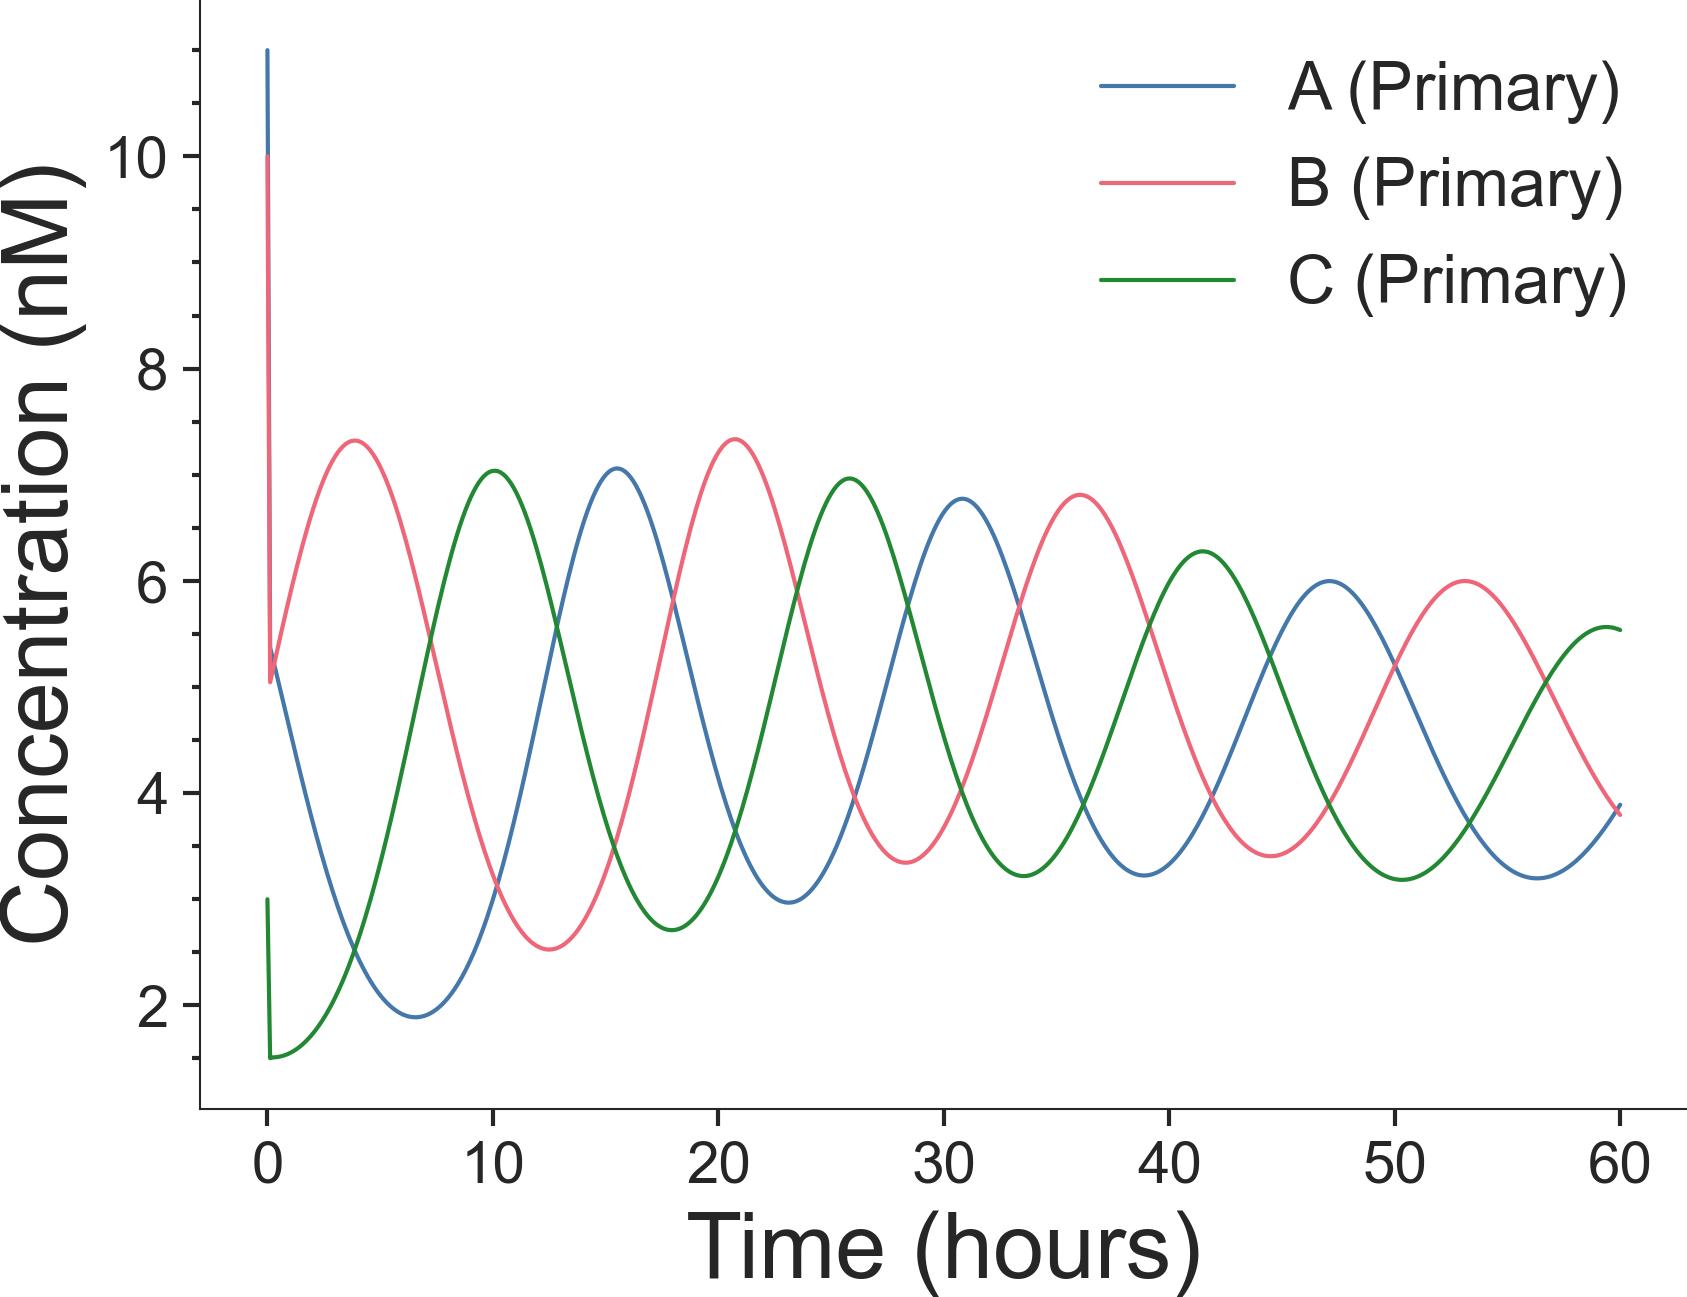 Concentration (nM)
10
8
6
4
2
A (Primary)
B (Primary)
C (Primary)
0 10 20 30 40 50 60
Time (hours)